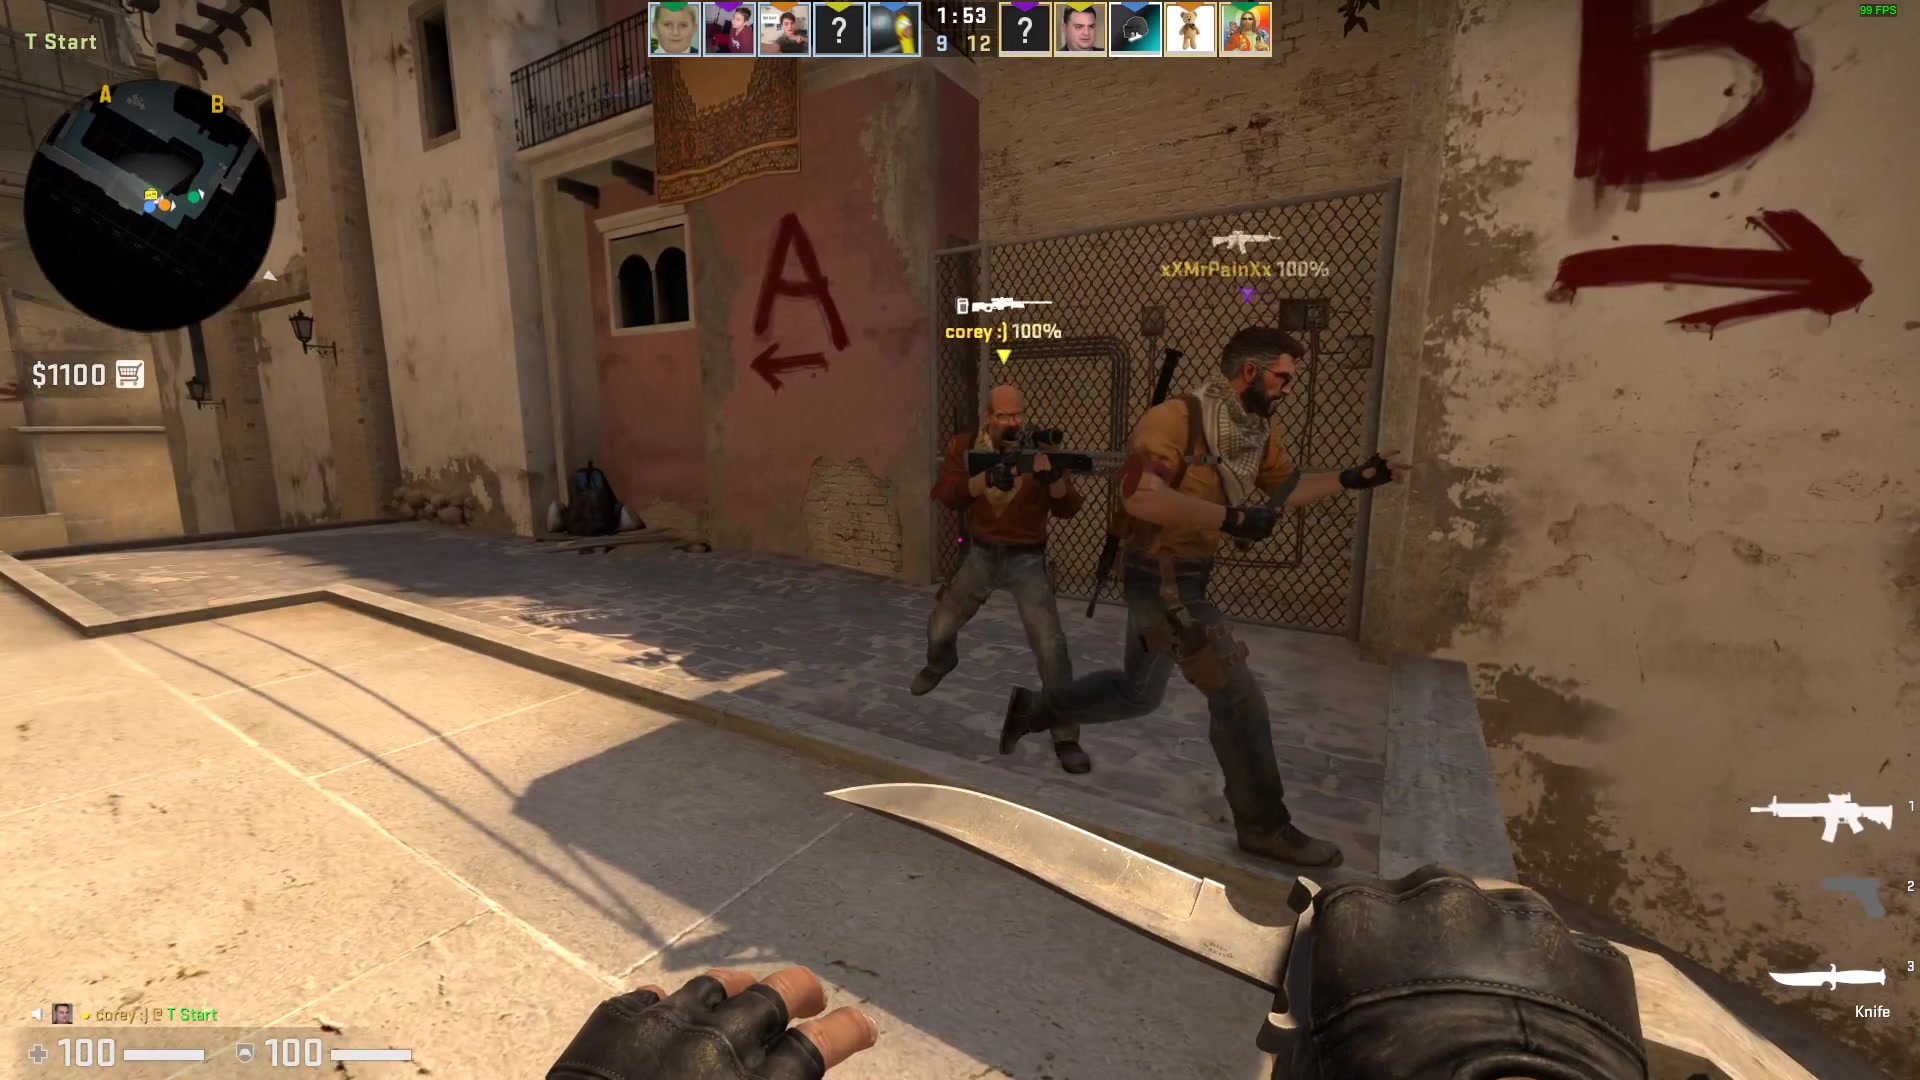 T Start
1:53
9 12
99 FPS
A
B
B
A
xXMrPainXx 100%
corey :) 100%
$1100
1
2
3
Knife
corey :) @ T Start
100
100
?
?